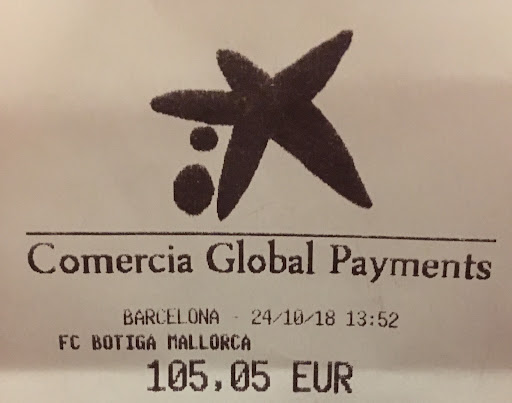 Comercia Global Payments
BARCELONA - 24/10/18 13:52
FC BOTIGA MALLORCA
105,05 EUR